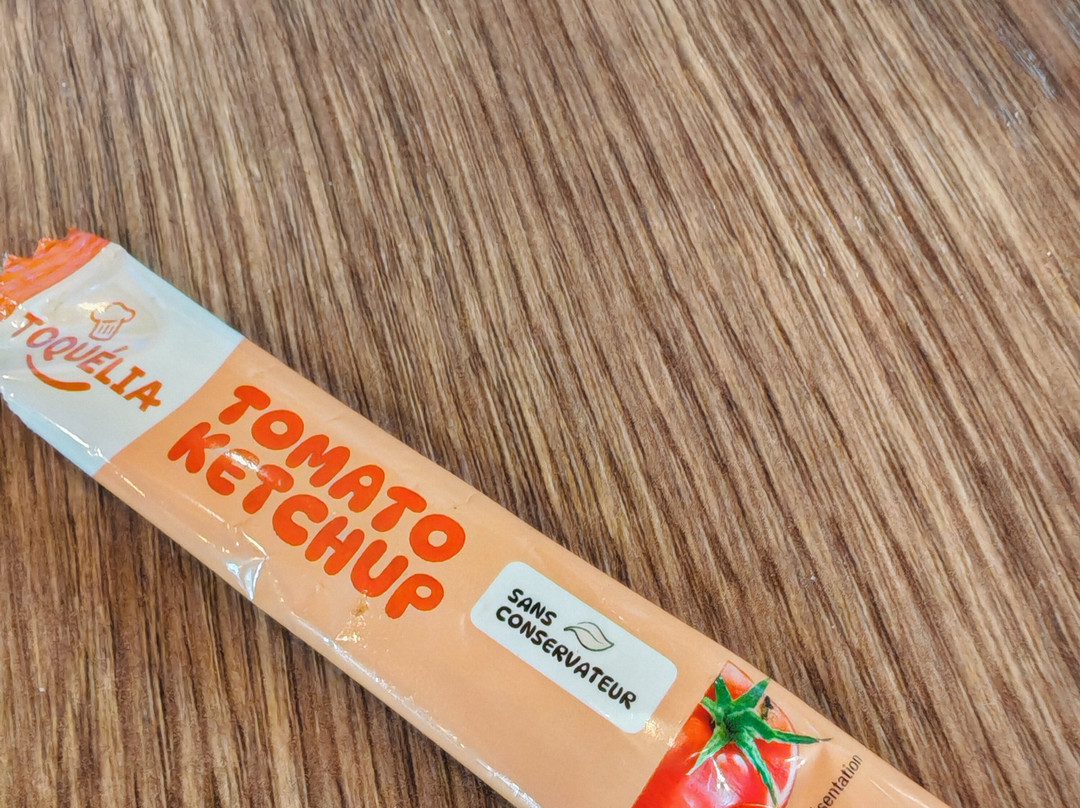 TOQUÉLIA
TOMATO
KETCHUP
SANS
CONSERVATEUR